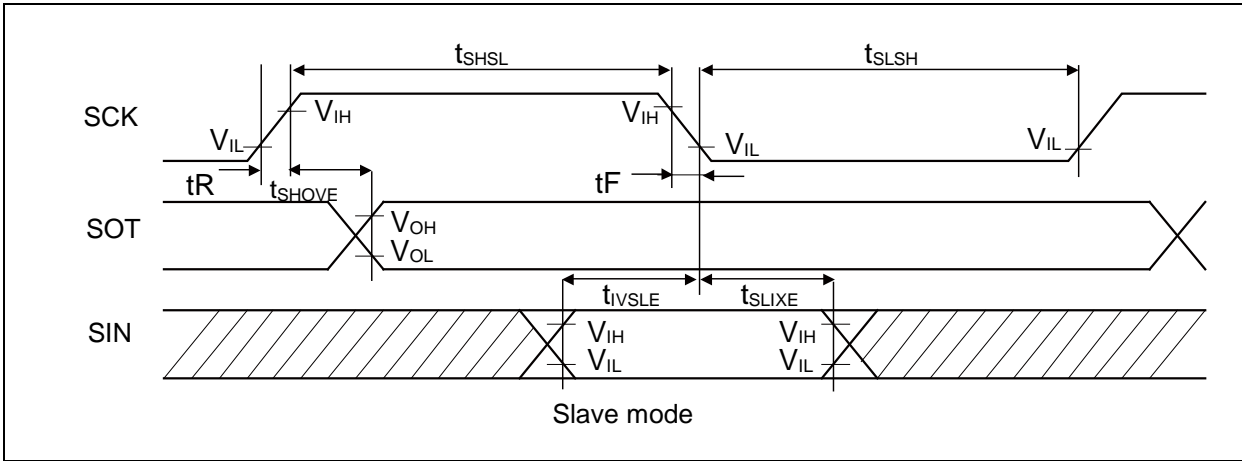 tSHSL
tSLSH
SCK
VIH
VIH
VIL
VIL
VIL
tR
tSHOVE
tF
SOT
VOH
VOL
tIVSLE
tSLIXE
SIN
VIH
VIH
VIL
VIL
Slave mode